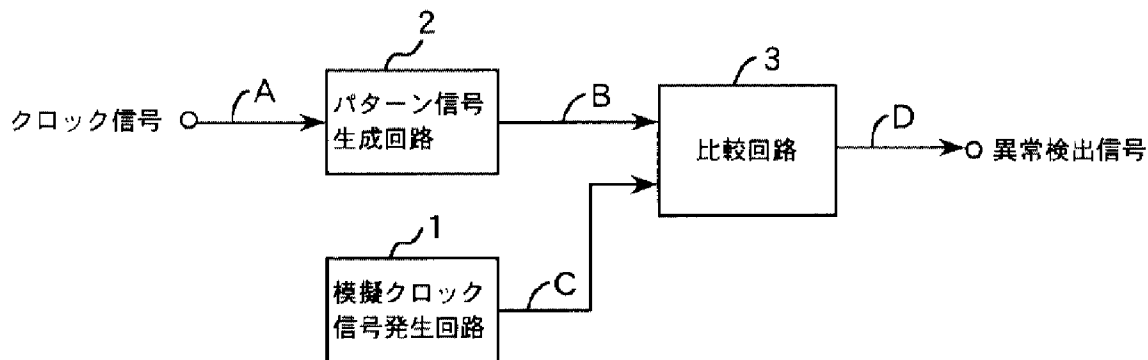 2
3
A
B
D
クロック信号
パターン信号
生成回路
比較回路
異常検出信号
1
C
模擬クロック
信号発生回路